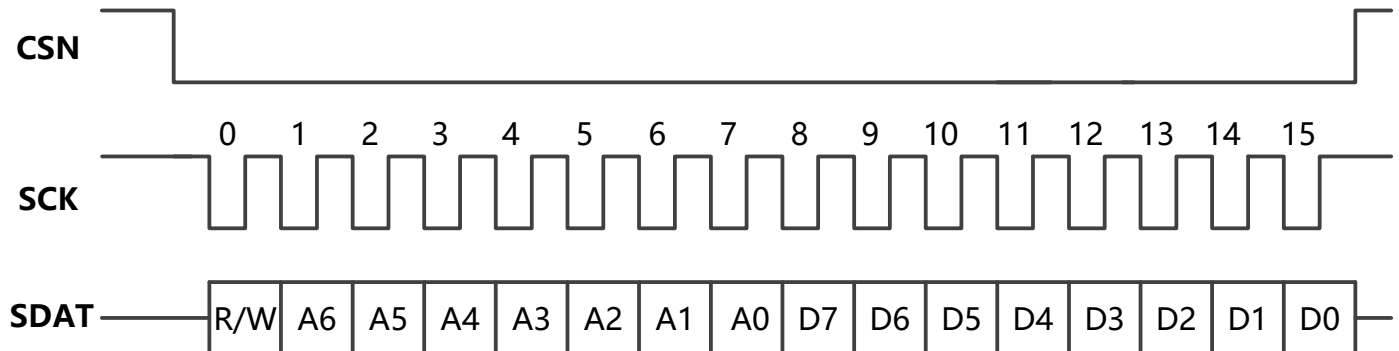 CSN
0 1 2 3 4 5 6 7 8 9 10 11 12 13 14 15
SCK
SDAT R/W A6 A5 A4 A3 A2 A1 A0 D7 D6 D5 D4 D3 D2 D1 D0